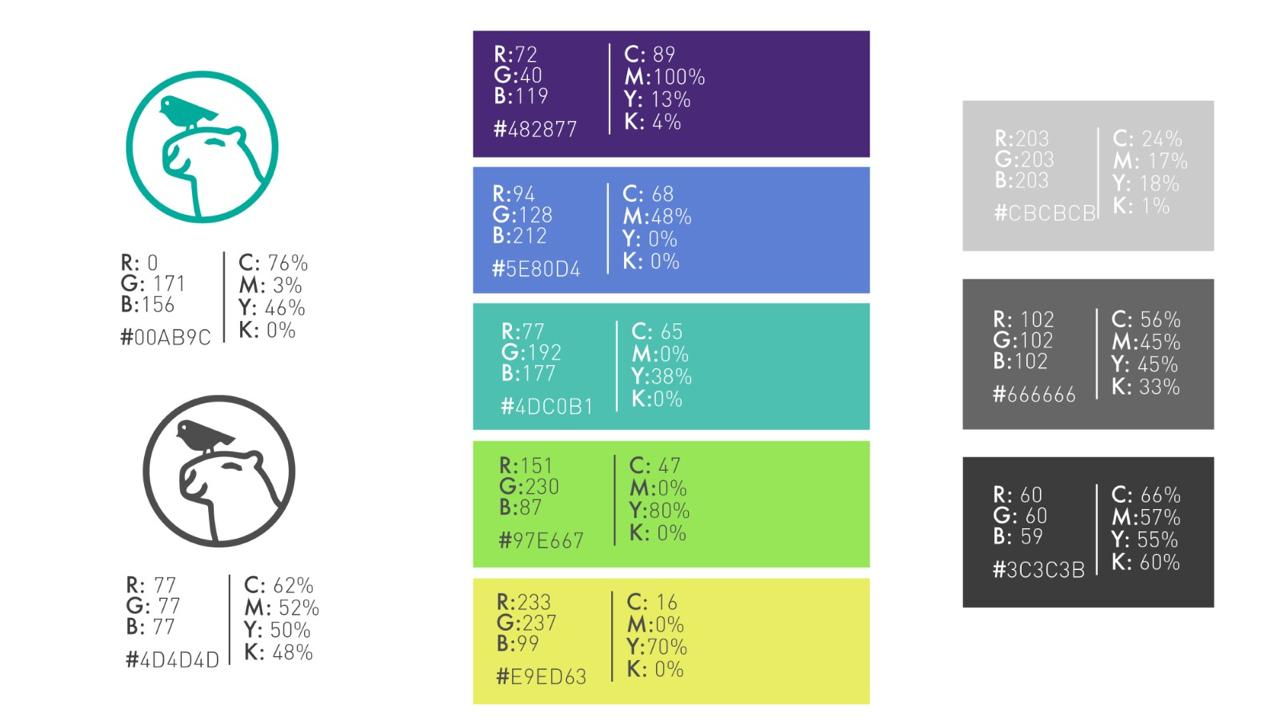 R: 0
G: 171
B:156
#00AB9C
C: 76%
M: 3%
Y: 46%
K: 0%
R: 77
G: 77
B: 77
#4D4D4D
C: 62%
M: 52%
Y: 50%
K: 48%
R:72
G:40
B:119
#482877
C: 89
M:100%
Y: 13%
K: 4%
R:94
G:128
B:212
#5E80D4
C: 68
M:48%
Y: 0%
K: 0%
R:77
G:192
B:177
#4DC0B1
C: 65
M:0%
Y:38%
K:0%
R:151
G:230
B:87
#97E667
C: 47
M:0%
Y:80%
K: 0%
R:233
G:237
B:99
#E9ED63
C: 16
M:0%
Y:70%
K: 0%
R:203
G:203
B:203
#CBCBCB
C: 24%
M: 17%
Y: 18%
K: 1%
R: 102
G:102
B:102
#666666
C: 56%
M:45%
Y: 45%
K: 33%
R: 60
G: 60
B: 59
#3C3C3B
C: 66%
M:57%
Y: 55%
K: 60%